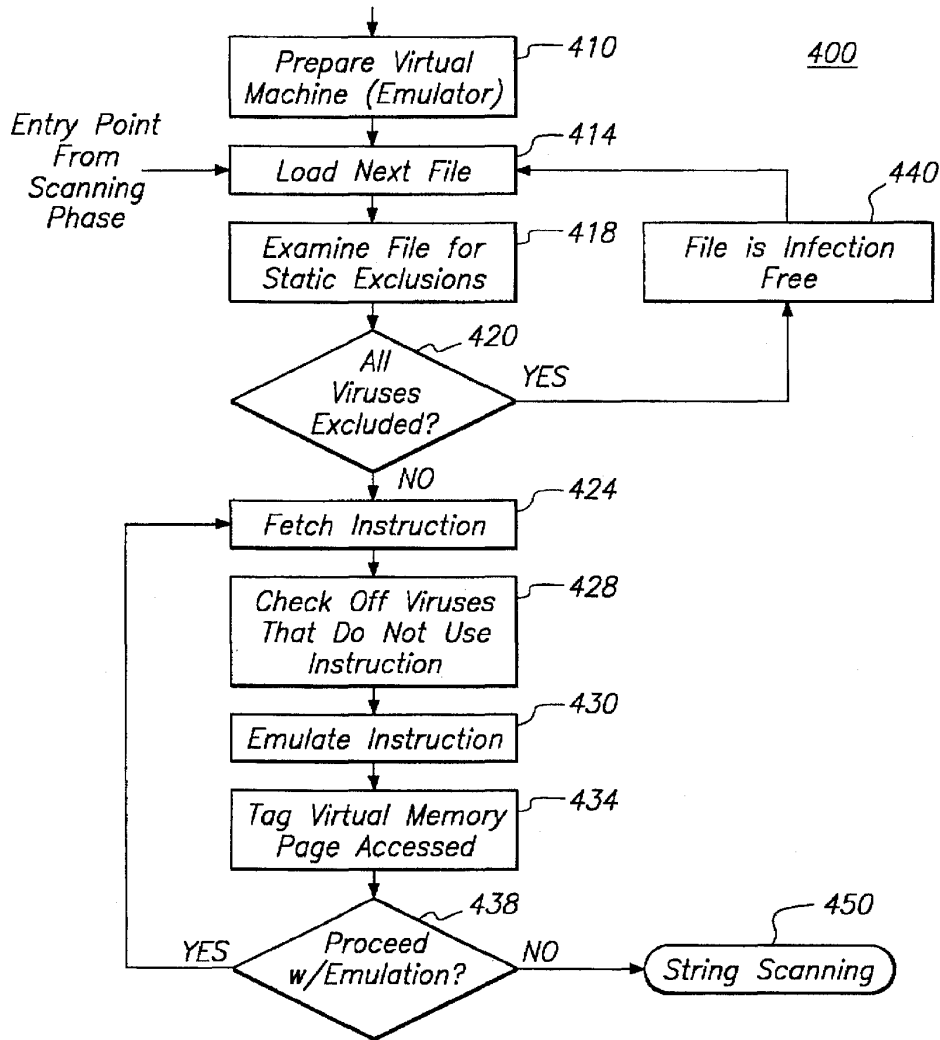 Prepare Virtual
Machine (Emulator)
410
400
Entry Point
From
Scanning
Phase
Load Next File
414
Examine File for
Static Exclusions
418
File is Infection
Free
440
All
Viruses
Excluded?
420
YES
NO
Fetch Instruction
424
Check Off Viruses
That Do Not Use
Instruction
428
Emulate Instruction
430
Tag Virtual Memory
Page Accessed
434
Proceed
w/Emulation?
438
YES
NO
String Scanning
450